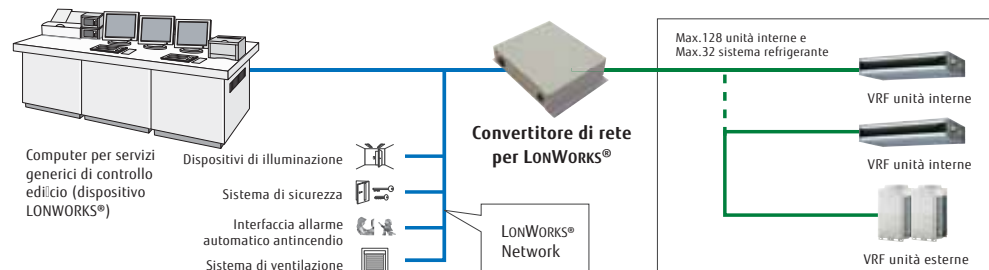 Max.128 unità interne e
Max.32 sistema refrigerante
VRF unità interne
Convertitore di rete
per LONWORKS®
VRF unità interne
Computer per servizi
generici di controllo
LONWORKS®)
Dispositivi di illuminazione
Sistema di sicurezza
Interfaccia allarme
automatico antincendio
Sistema di ventilazione
LONWORKS®
Network
VRF unità esterne